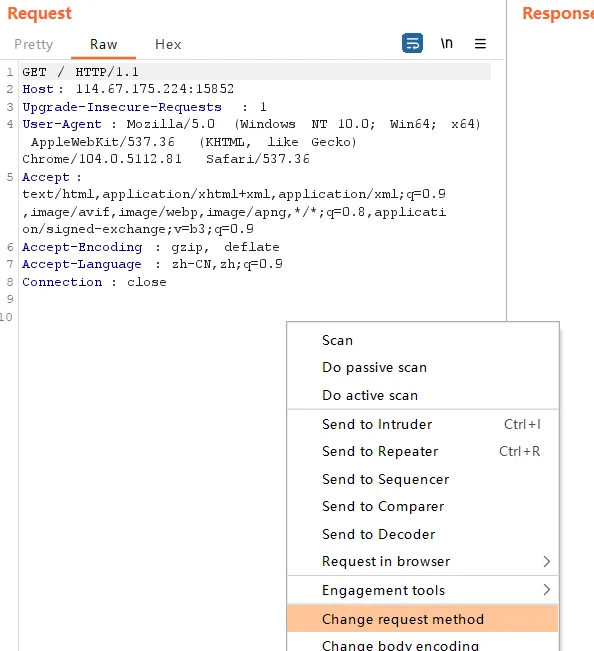 Request
Response
Pretty Raw Hex \n
1 GET / HTTP/1.1
2 Host: 114.67.175.224:15852
3 Upgrade-Insecure-Requests : 1
4 User-Agent : Mozilla/5.0 (Windows NT 10.0; Win64; x64)
AppleWebKit/537.36 (KHTML, like Gecko)
Chrome/104.0.5112.81 Safari/537.36
5 Accept :
text/html,application/xhtml+xml,application/xml;q=0.9
,image/avif,image/webp,image/apng,*/*;q=0.8,applicati
on/signed-exchange;v=b3;q=0.9
6 Accept-Encoding : gzip, deflate
7 Accept-Language : zh-CN,zh;q=0.9
8 Connection : close
9
10
Scan
Do passive scan
Do active scan
Send to Intruder Ctrl+I
Send to Repeater Ctrl+R
Send to Sequencer
Send to Comparer
Send to Decoder
Request in browser
Engagement tools
Change request method
Change body encoding